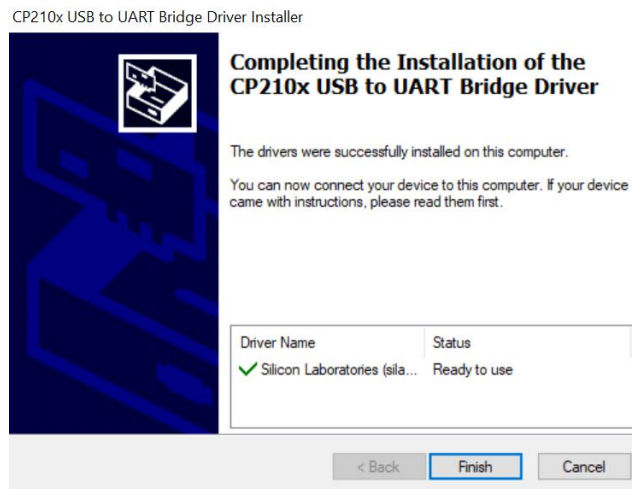 CP210x USB to UART Bridge Driver Installer
Completing the Installation of the
CP210x USB to UART Bridge Driver
The drivers were successfully installed on this computer.
You can now connect your device to this computer. If your device
came with instructions, please read them first.
Driver Name Status
Silicon Laboratories (sila... Ready to use
< Back Finish Cancel